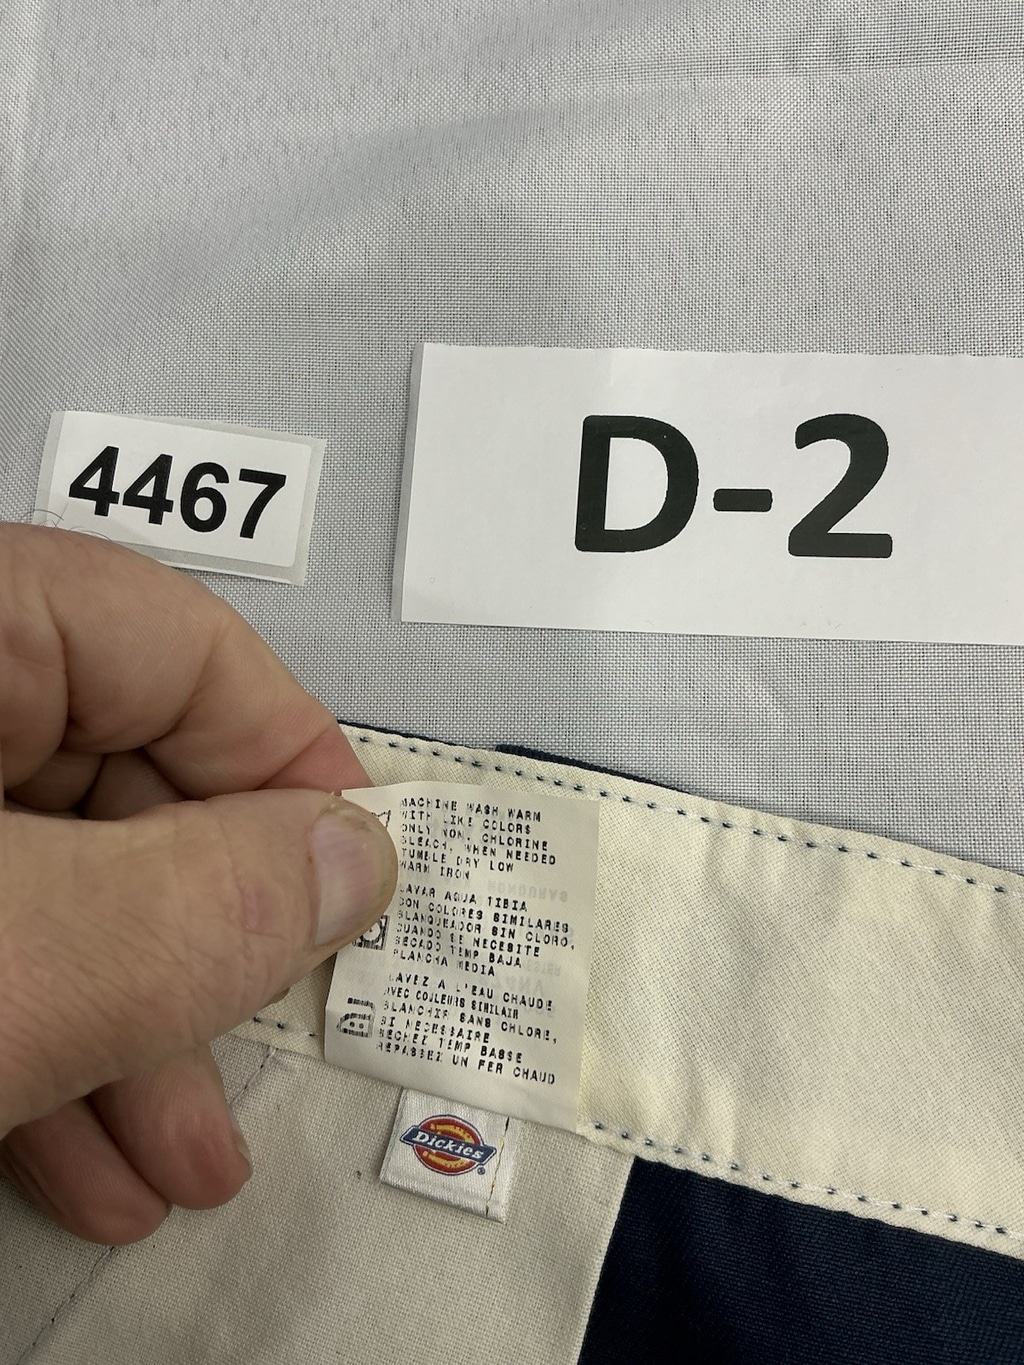 4467
D-2
MACHINE WASH WARM
WITH LIKE COLORS
ONLY NON. CHLORINE
BLEACH, WHEN NEEDED
TUMBLE DRY LOW
WARM IRON
LAVAR AGUA TIBIA
CON COLORES SIMILARES
BLANQUEADOR SIN CLORO,
CUANDO SE NECESITE
SECADO TEMP BAJA
PLANCHA MEDIA
LAVEZ A L'EAU CHAUDE
AVEC COULEURS SIMILAIR
BLANCHIR SANS CHLORE,
SI NECESSAIRE
SECHEZ TEMP BASSE
REPASSEZ UN FER CHAUD
Dickies